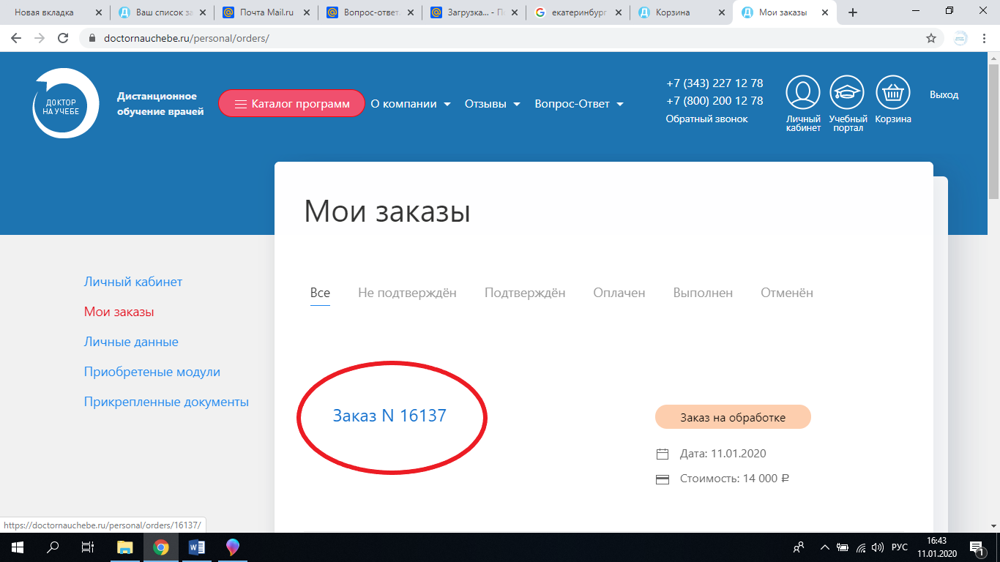 Новая вкладка
Ваш список за
Почта Mail.ru
Вопрос-ответ.
Загрузка... - П
екатеринбург
Корзина
Мои заказы
doctornauchebe.ru/personal/orders/
ДОКТОР
НА УЧЕБЕ
Дистанционное
обучение врачей
Каталог программ
О компании
Отзывы
Вопрос-Ответ
+7 (343) 227 12 78
+7 (800) 200 12 78
Обратный звонок
Личный
кабинет
Учебный
портал
Корзина
Выход
Мои заказы
Личный кабинет
Мои заказы
Личные данные
Приобретеные модули
Прикрепленные документы
Все
Не подтверждён
Подтверждён
Оплачен
Выполнен
Отменён
Заказ N 16137
Заказ на обработке
Дата: 11.01.2020
Стоимость: 14 000 ₽
https://doctornauchebe.ru/personal/orders/16137/
РУС
16:43
11.01.2020
1